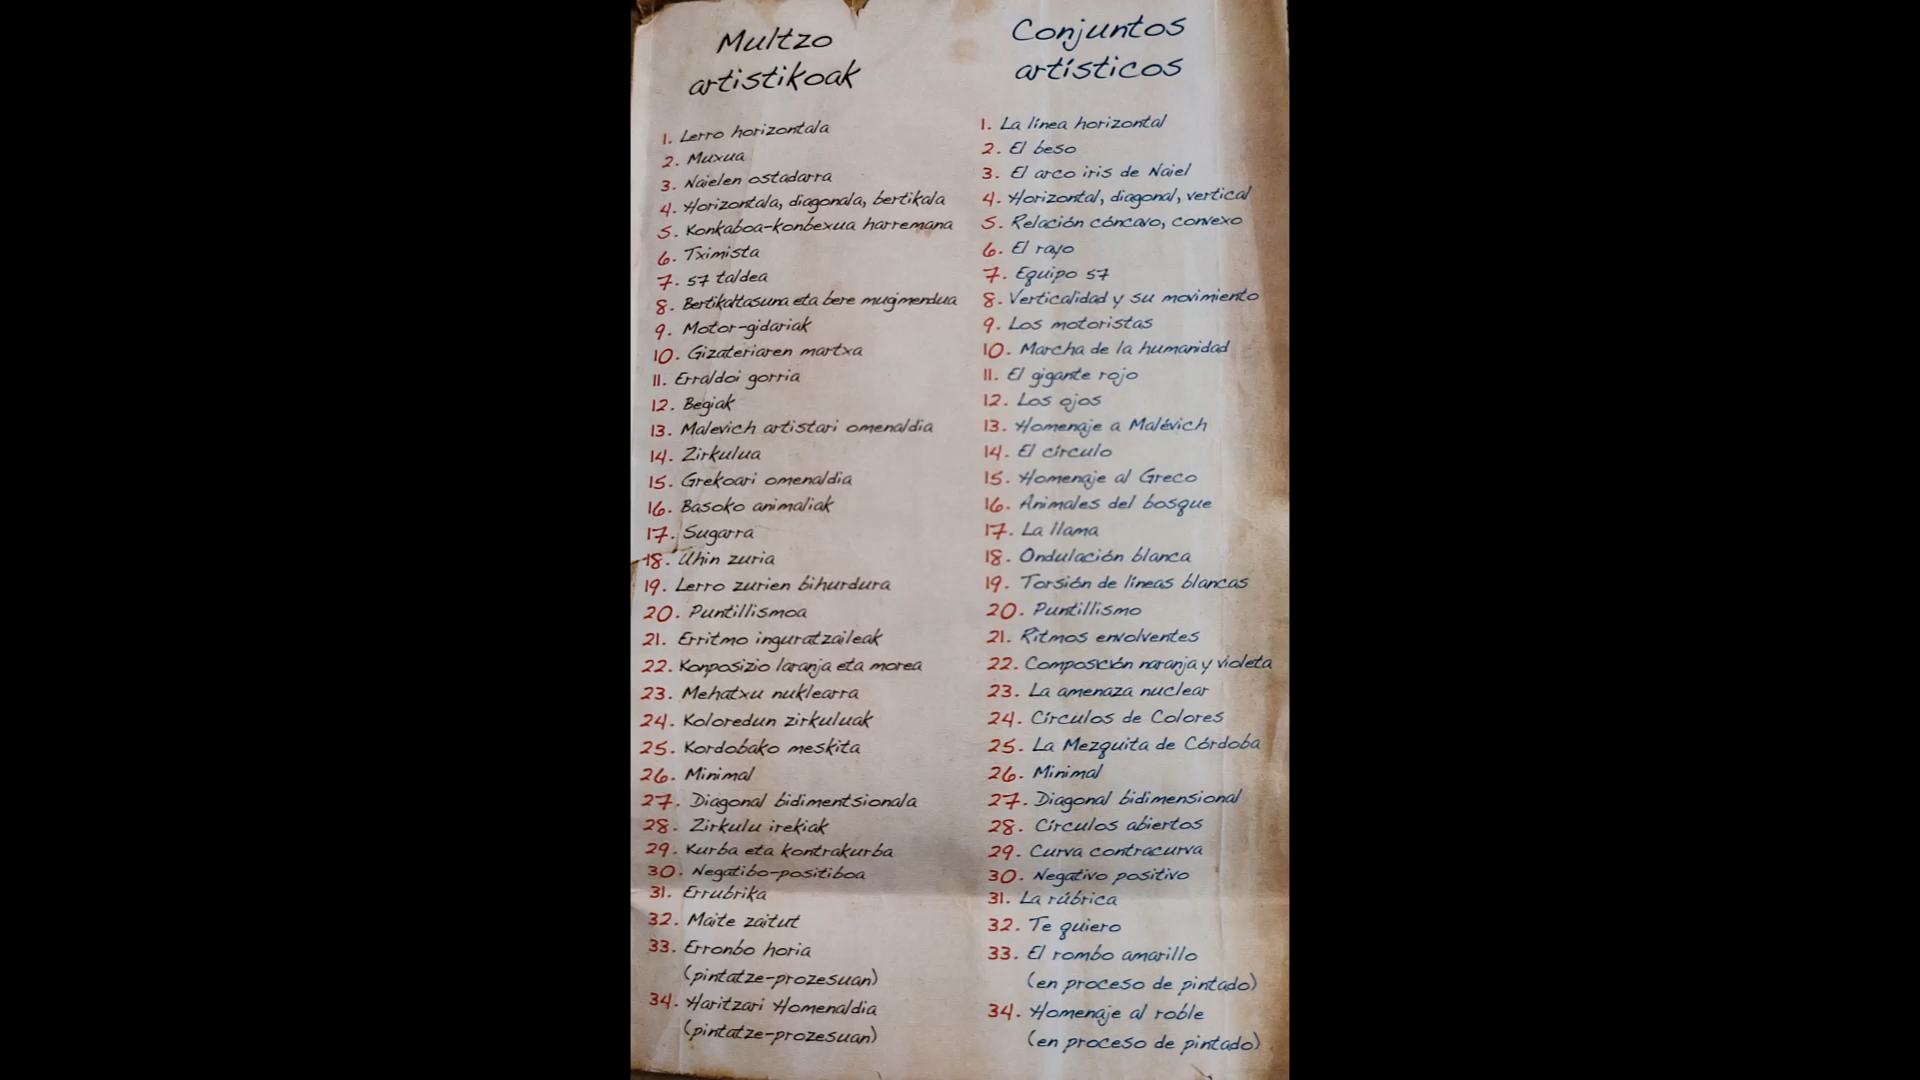 Multzo
artistikoak
1. Lerro horizontala
2. Muxua
3. Naielen ostadarra
4. Horizontala, diagonala, bertikala
5. Konkaboa-konbexua harremana
6. Tximista
7. 57 taldea
8. Bertikaltasuna eta bere mugimendua
9. Motor-gidariak
10. Gizateriaren martxa
11. Erraldoi gorria
12. Begiak
13. Malevich artistari omenaldia
14. Zirkulua
15. Grekoari omenaldia
16. Basoko animaliak
17. Sugarra
18. Uhin zuria
19. Lerro zurien bihurdura
20. Puntillismoa
21. Erritmo inguratzaileak
22. Konposizio laranja eta morea
23. Mehatxu nuklearra
24. Koloredun zirkuluak
25. Kordobako meskita
26. Minimal
27. Diagonal bidimentsionala
28. Zirkulu irekiak
29. Kurba eta kontrakurba
30. Negatibo-positiboa
31. Errubrika
32. Maite zaitut
33. Erronbo horia
(pintatze-prozesuan)
34. Haritzari Homenaldia
(pintatze-prozesuan)
Conjuntos
artísticos
1. La línea horizontal
2. El beso
3. El arco iris de Naiel
4. Horizontal, diagonal, vertical
5. Relación cóncavo, convexo
6. El rayo
7. Equipo 57
8. Verticalidad y su movimiento
9. Los motoristas
10. Marcha de la humanidad
11. El gigante rojo
12. Los ojos
13. Homenaje a Malévich
14. El círculo
15. Homenaje al Greco
16. Animales del bosque
17. La llama
18. Ondulación blanca
19. Torsión de líneas blancas
20. Puntillismo
21. Ritmos envolventes
22. Composición naranja y violeta
23. La amenaza nuclear
24. Círculos de Colores
25. La Mezquita de Córdoba
26. Minimal
27. Diagonal bidimensional
28. Círculos abiertos
29. Curva contracurva
30. Negativo positivo
31. La rúbrica
32. Te quiero
33. El rombo amarillo
(en proceso de pintado)
34. Homenaje al roble
(en proceso de pintado)